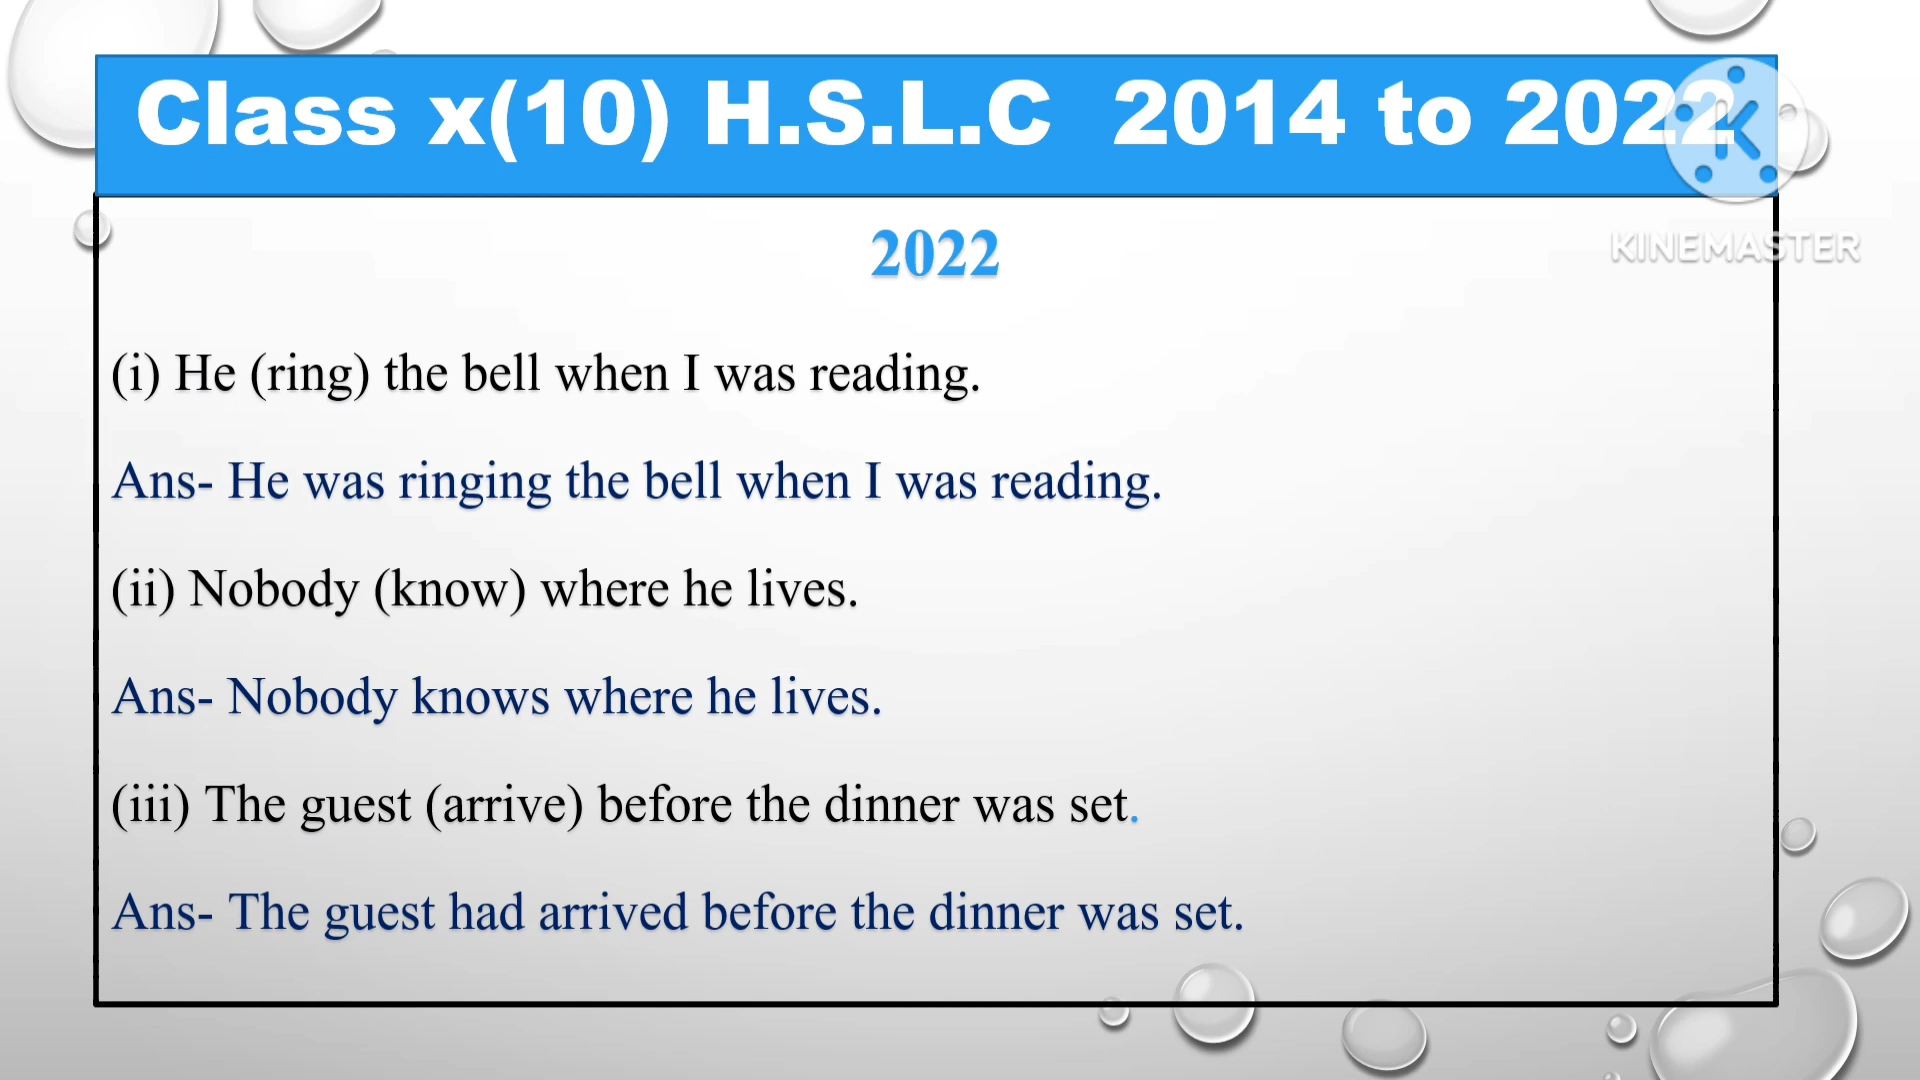 Class x(10) H.S.L.C 2014 to 2022
KINEMASTER
2022
(i) He (ring) the bell when I was reading.
Ans- He was ringing the bell when I was reading.
(ii) Nobody (know) where he lives.
Ans- Nobody knows where he lives.
(iii) The guest (arrive) before the dinner was set.
Ans- The guest had arrived before the dinner was set.